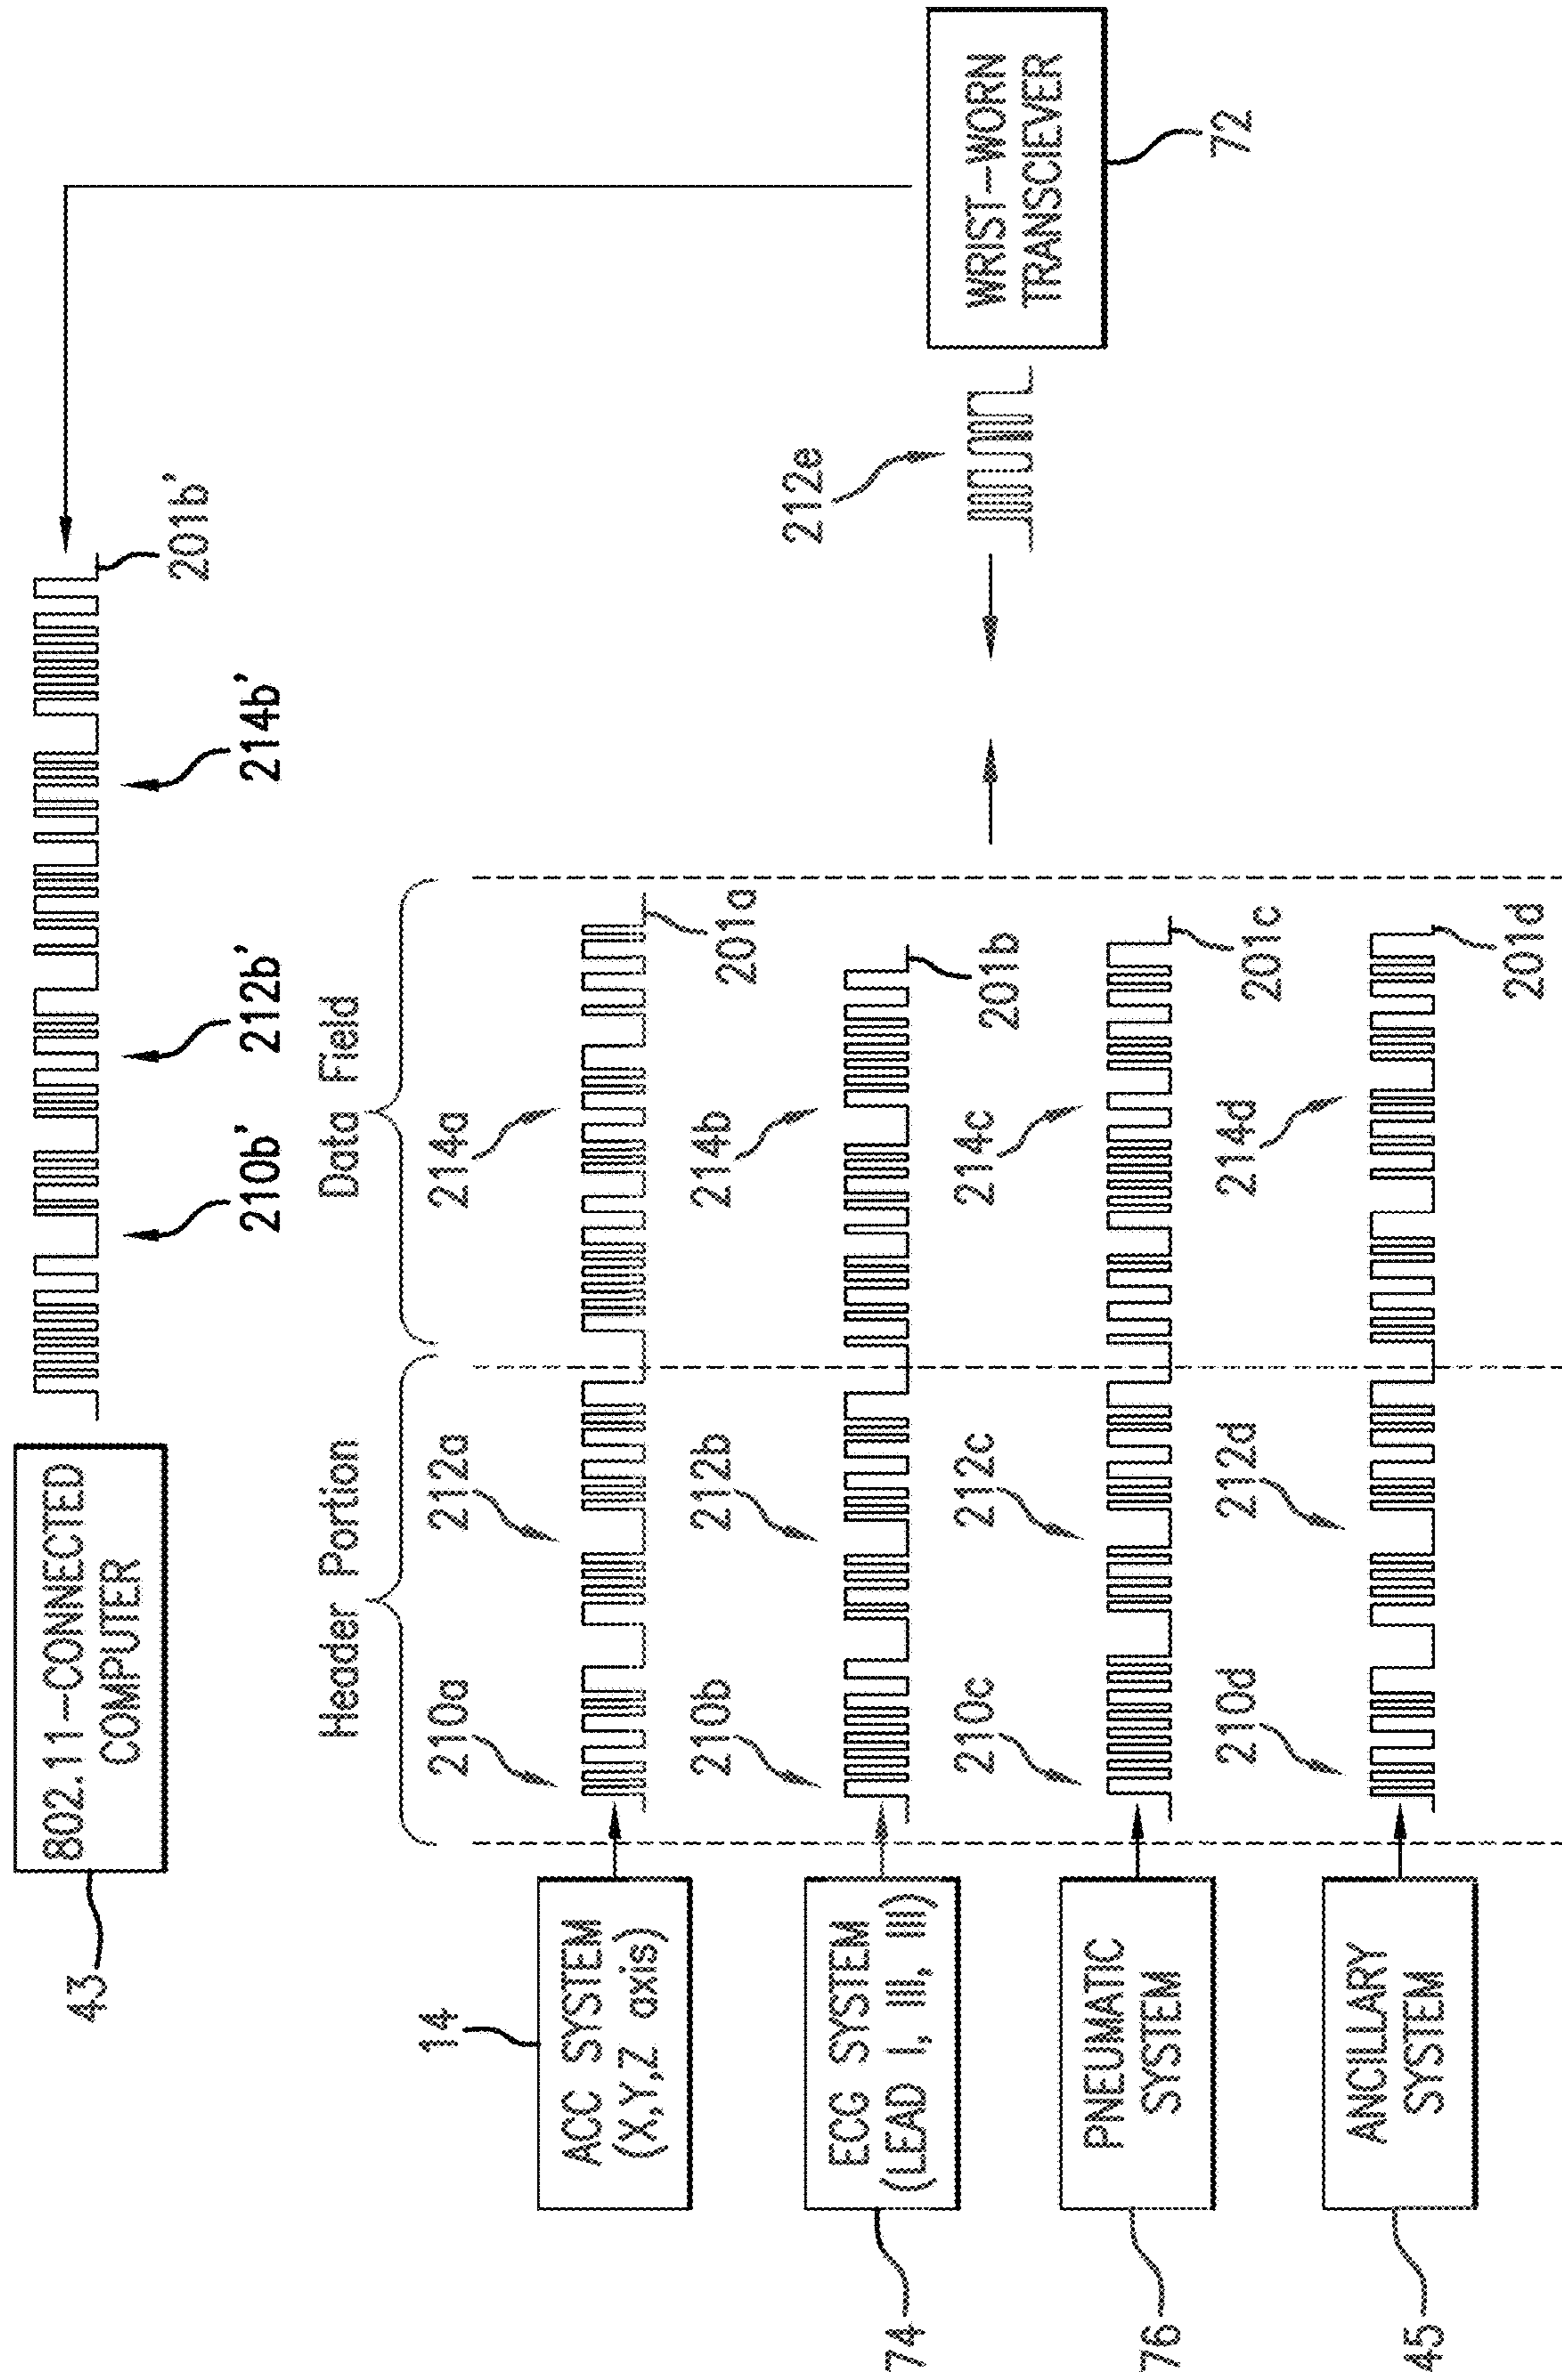 43
802.11-CONNECTED
COMPUTER
210b'
212b'
214b'
201b'
Header Portion
Data Field
14
ACC SYSTEM
(X,Y,Z axis)
210a
212a
214a
201a
74
ECG SYSTEM
(LEAD I, III, III)
210b
212b
214b
201b
212e
WRIST-WORN
TRANSCIEVER
72
76
PNEUMATIC
SYSTEM
210c
212c
214c
201c
45
ANCILLARY
SYSTEM
210d
212d
214d
201d